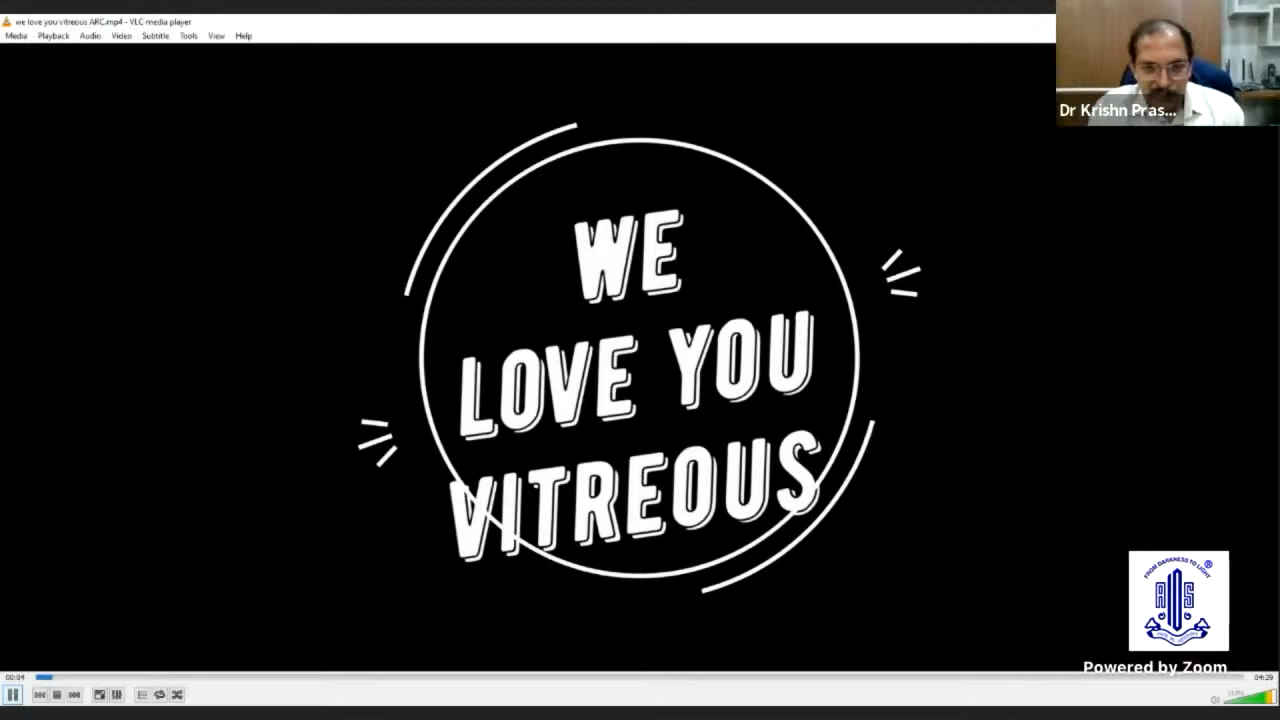 we love you vitreous ARC.mp4 - VLC media player
Media Playback Audio Video Subtitle Tools View Help
Dr Krishn Pras...
WE
LOVE YOU
VITREOUS
FROM DARKNESS TO LIGHT
®
AIOS
Powered by Zoom
00:04
04:29